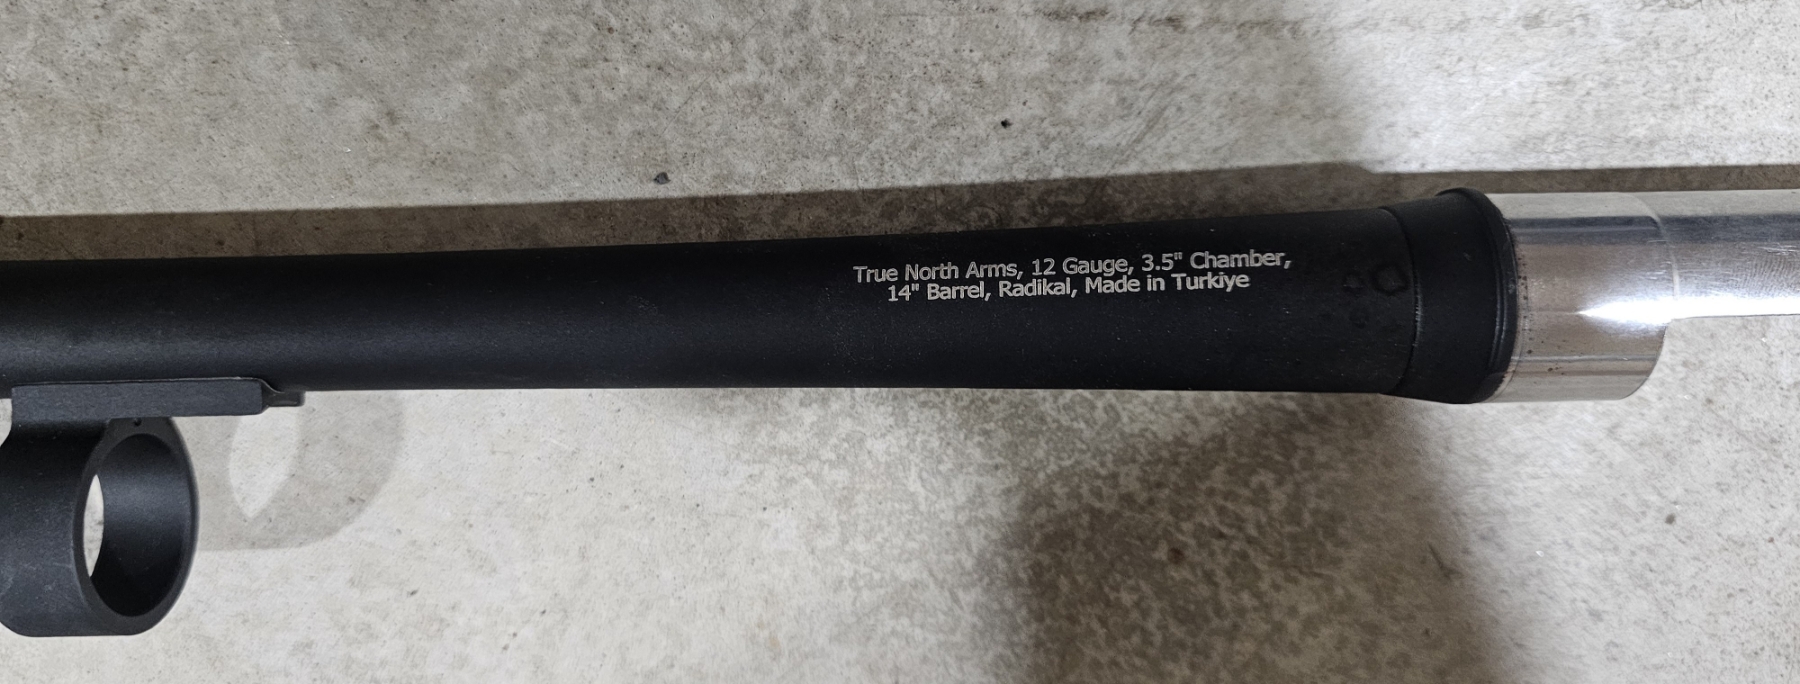 True North Arms, 12 Gauge, 3.5" Chamber,
14" Barrel, Radikal, Made in Turkiye